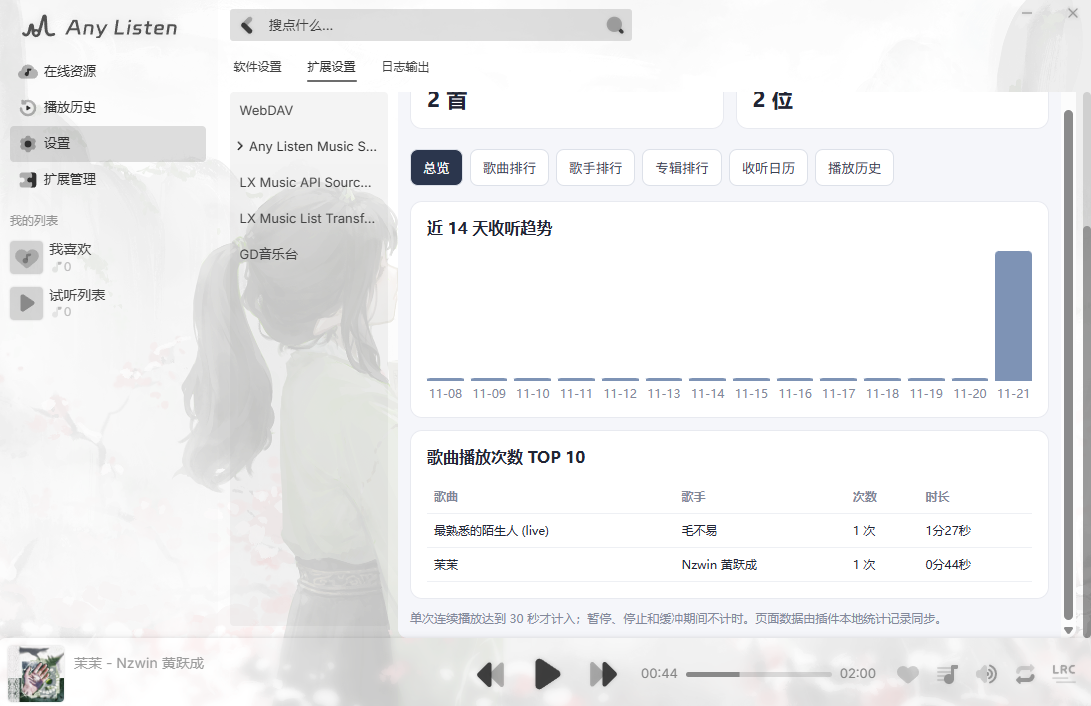 Any Listen
搜点什么...
在线资源
播放历史
设置
扩展管理
我的列表
我喜欢
0
试听列表
0
软件设置 扩展设置 日志输出
WebDAV
Any Listen Music S...
LX Music API Sourc...
LX Music List Transf...
GD音乐台
2 首 2 位
总览 歌曲排行 歌手排行 专辑排行 收听日历 播放历史
近 14 天收听趋势
11-08 11-09 11-10 11-11 11-12 11-13 11-14 11-15 11-16 11-17 11-18 11-19 11-20 11-21
歌曲播放次数 TOP 10
歌曲 歌手 次数 时长
最熟悉的陌生人 (live) 毛不易 1 次 1分27秒
茉茉 Nzwin 黄跃成 1 次 0分44秒
单次连续播放达到 30 秒才计入；暂停、停止和缓冲期间不计时。页面数据由插件本地统计记录同步。
茉茉 - Nzwin 黄跃成
00:44 02:00
LRC